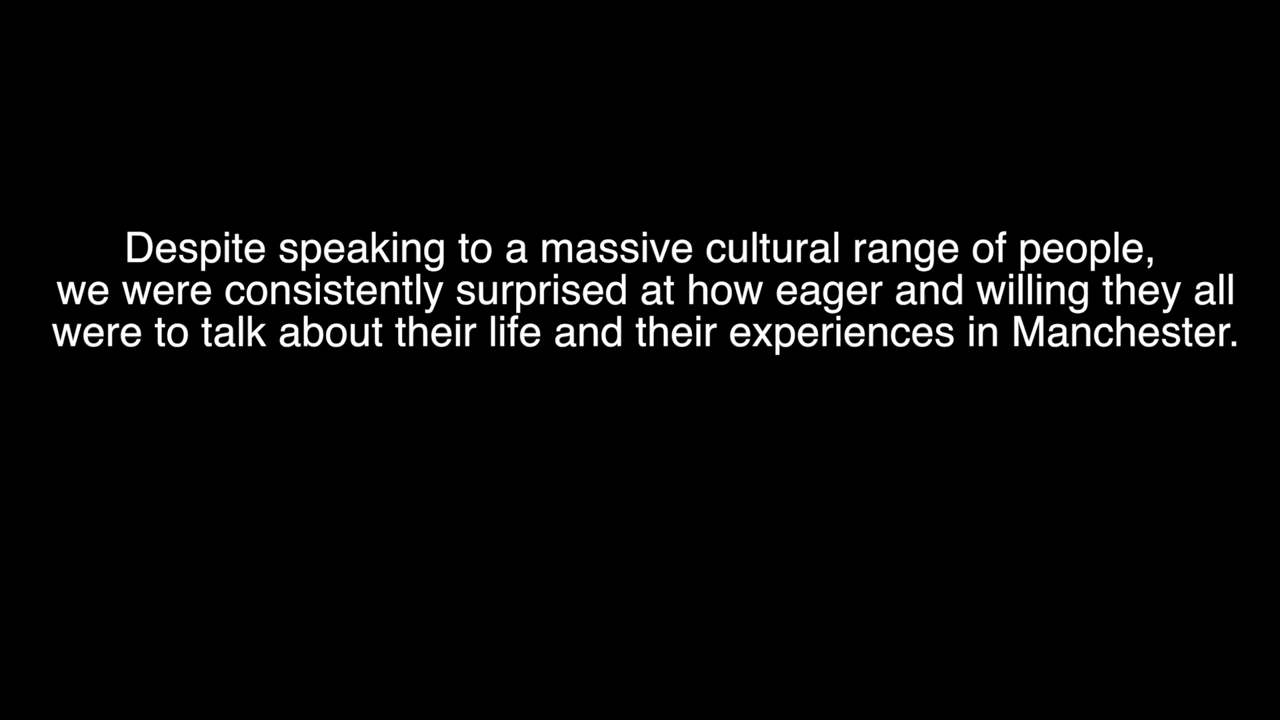 Despite speaking to a massive cultural range of people,
we were consistently surprised at how eager and willing they all
were to talk about their life and their experiences in Manchester.